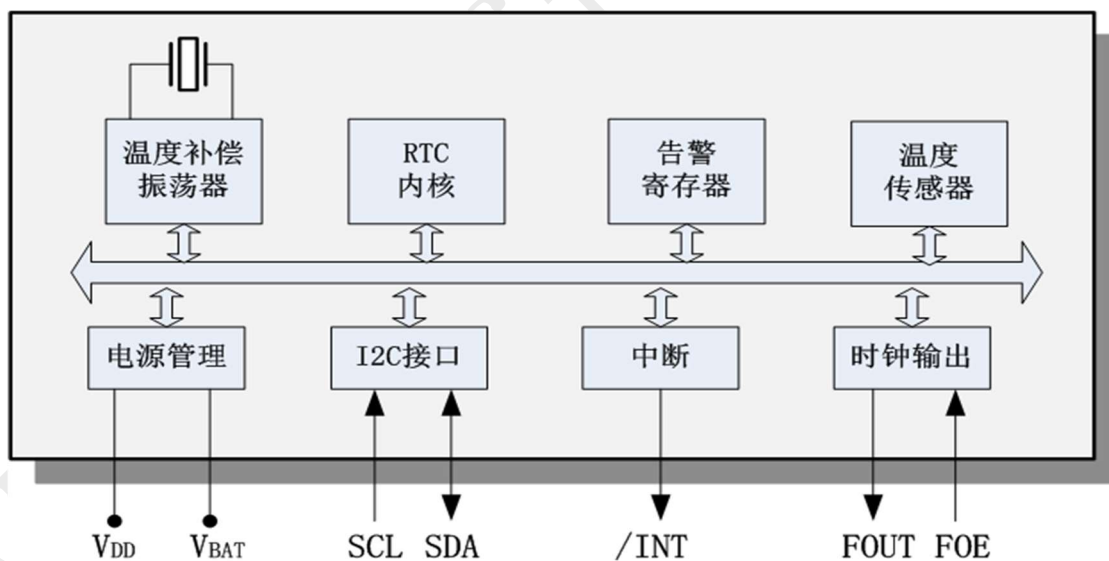 温度补偿
振荡器
RTC
内核
告警
寄存器
温度
传感器
电源管理
I2C接口
中断
时钟输出
VDD
VBAT
SCL
SDA
/INT
FOUT
FOE